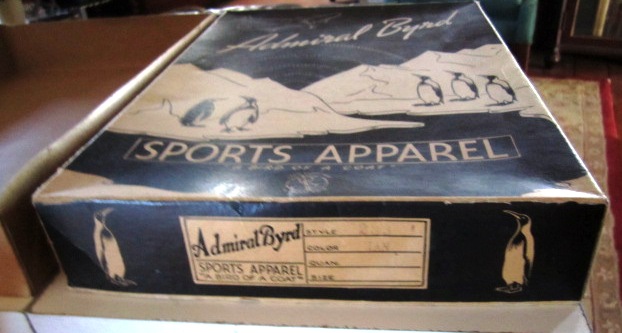 Admiral Byrd
SPORTS APPAREL
"A BIRD OF A COAT"
Admiral Byrd
SPORTS APPAREL
"A BIRD OF A COAT"
STYLE
COLOR
QUAN.
SIZE